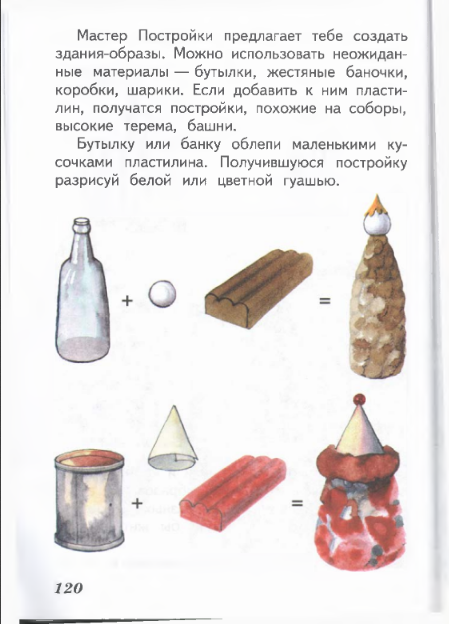 Мастер Постройки предлагает тебе создать
здания-образы. Можно использовать неожидан-
ные материалы — бутылки, жестяные баночки,
коробки, шарики. Если добавить к ним пласти-
лин, получатся постройки, похожие на соборы,
высокие терема, башни.
Бутылку или банку облепи маленькими ку-
сочками пластилина. Получившуюся постройку
разрисуй белой или цветной гуашью.
+ =
+ =
120